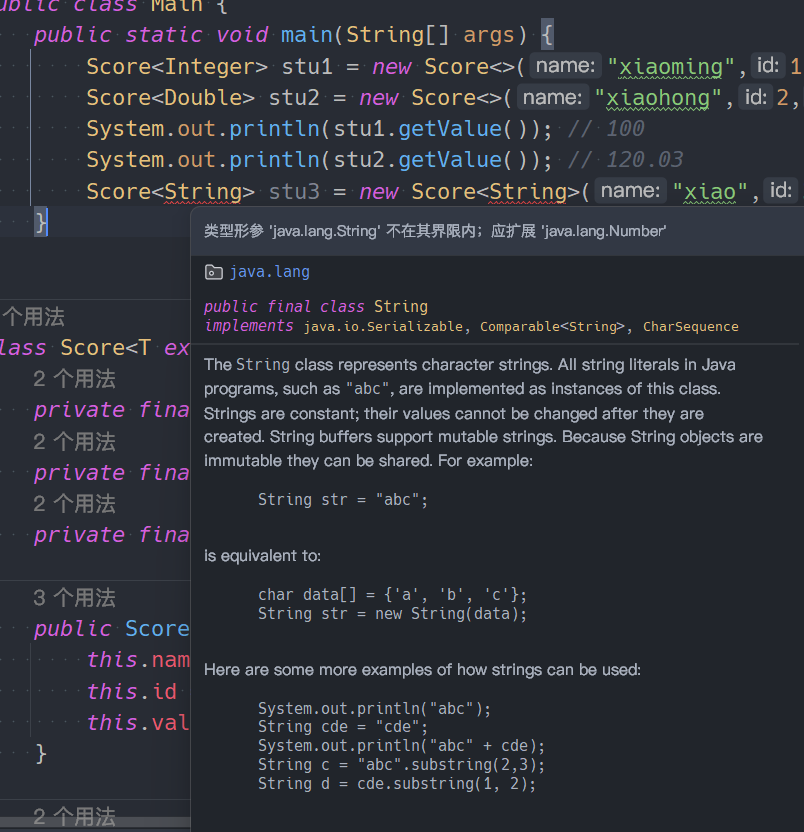 public class Main {
public static void main(String[] args) {
Score<Integer> stu1 = new Score<>( name: "xiaoming", id: 1
Score<Double> stu2 = new Score<>( name: "xiaohong", id: 2,
System.out.println(stu1.getValue()); // 100
System.out.println(stu2.getValue()); // 120.03
Score<String> stu3 = new Score<String>( name: "xiao", id:
}
类型形参 'java.lang.String' 不在其界限内；应扩展 'java.lang.Number'
java.lang
public final class String
implements java.io.Serializable, Comparable<String>, CharSequence
The String class represents character strings. All string literals in Java
programs, such as "abc", are implemented as instances of this class.
Strings are constant; their values cannot be changed after they are
created. String buffers support mutable strings. Because String objects are
immutable they can be shared. For example:
String str = "abc";
is equivalent to:
char data[] = {'a', 'b', 'c'};
String str = new String(data);
Here are some more examples of how strings can be used:
System.out.println("abc");
String cde = "cde";
System.out.println("abc" + cde);
String c = "abc".substring(2,3);
String d = cde.substring(1, 2);
个用法
lass Score<T ex
2 个用法
private fina
2 个用法
private fina
2 个用法
private fina
3 个用法
public Score
this.nam
this.id
this.val
}
2 个用法